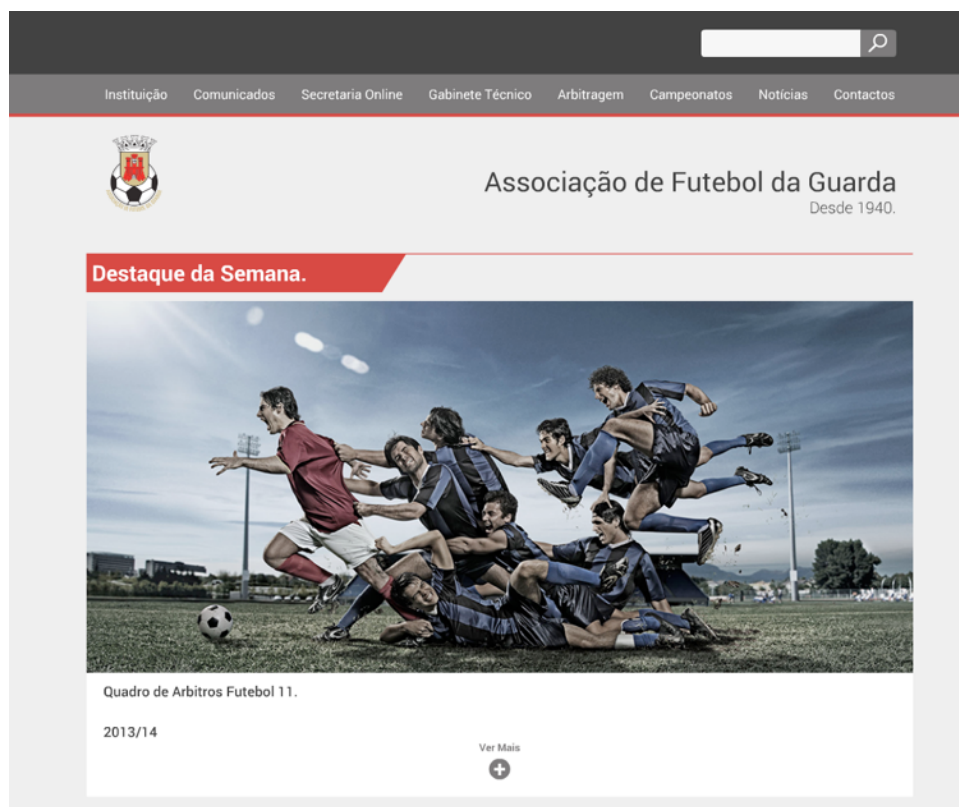 Instituição Comunicados Secretaria Online Gabinete Técnico Arbitragem Campeonatos Notícias Contactos
Associação de Futebol da Guarda
Desde 1940.
Destaque da Semana.
Quadro de Arbitros Futebol 11.
2013/14
Ver Mais